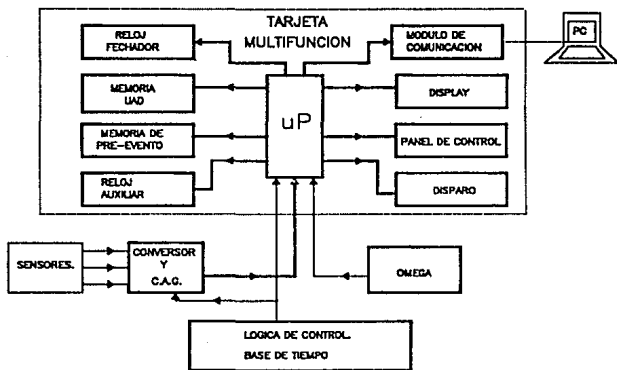 TARJETA
MULTIFUNCION
RELOJ
FECHADOR
MODULO DE
COMUNICACION
PC
MEMORIA
UAD
uP
DISPLAY
MEMORIA DE
PRE-EVENTO
PANEL DE CONTROL
RELOJ
AUXILIAR
DISPARO
SENSORES.
CONVERSOR
Y
C.A.G.
OMEGA
LOGICA DE CONTROL.
BASE DE TIEMPO